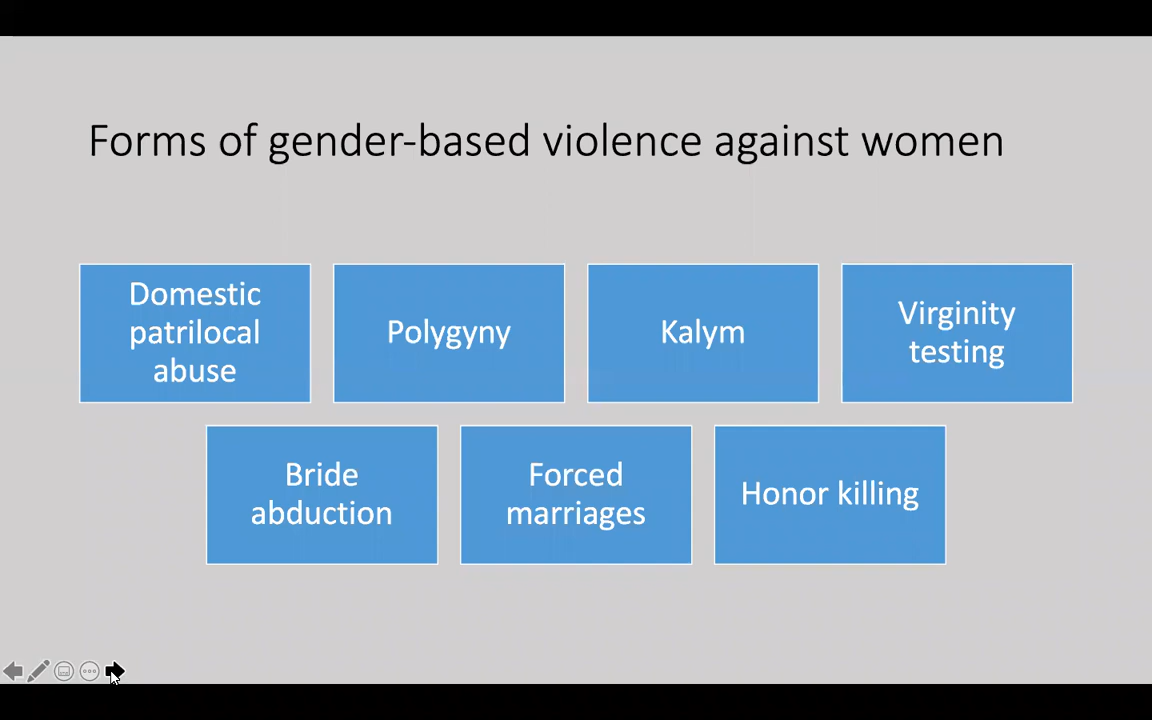 Forms of gender-based violence against women
Domestic
patrilocal
abuse
Polygyny
Kalym
Virginity
testing
Bride
abduction
Forced
marriages
Honor killing